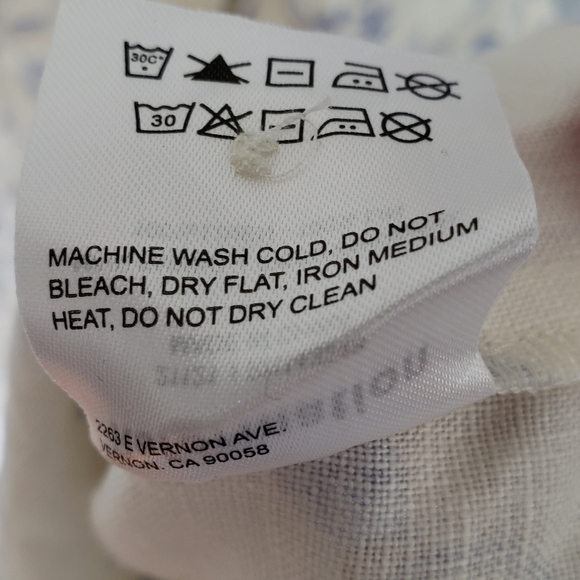 30C°
30
MACHINE WASH COLD, DO NOT
BLEACH, DRY FLAT, IRON MEDIUM
HEAT, DO NOT DRY CLEAN
2263 E VERNON AVE.
VERNON, CA 90058